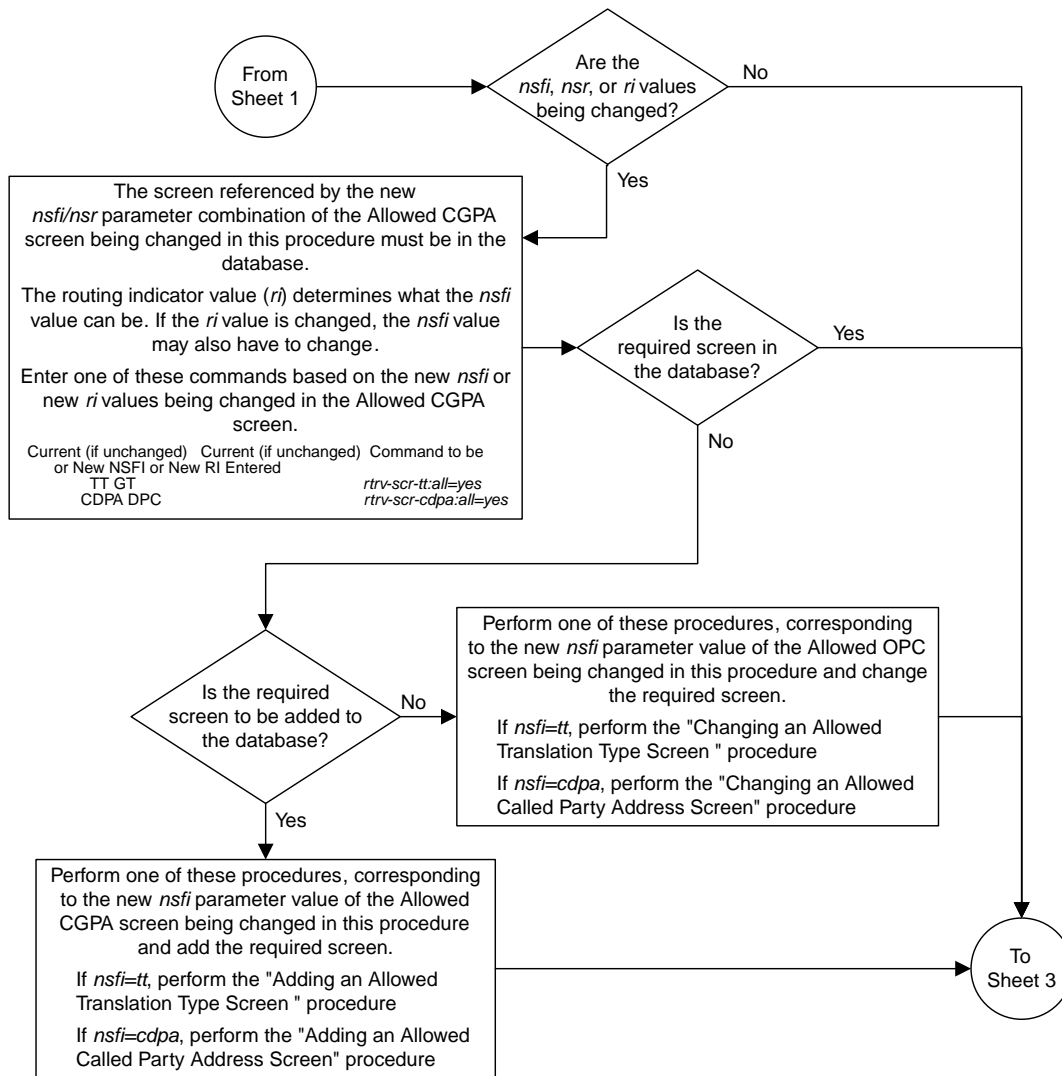 From
Sheet 1
Are the
nsfi, nsr, or ri values
being changed?
No
Yes
The screen referenced by the new
nsfi/nsr parameter combination of the Allowed CGPA
screen being changed in this procedure must be in the
database.
The routing indicator value (ri) determines what the nsfi
value can be. If the ri value is changed, the nsfi value
may also have to change.
Enter one of these commands based on the new nsfi or
new ri values being changed in the Allowed CGPA
screen.
Current (if unchanged) Current (if unchanged) Command to be
or New NSFI or New RI Entered
TT GT rtrv-scr-tt:all=yes
CDPA DPC rtrv-scr-cdpa:all=yes
Is the
required screen in
the database?
Yes
No
Is the required
screen to be added to
the database?
No
Yes
Perform one of these procedures, corresponding
to the new nsfi parameter value of the Allowed OPC
screen being changed in this procedure and change
the required screen.
If nsfi=tt, perform the "Changing an Allowed
Translation Type Screen " procedure
If nsfi=cdpa, perform the "Changing an Allowed
Called Party Address Screen" procedure
Perform one of these procedures, corresponding
to the new nsfi parameter value of the Allowed
CGPA screen being changed in this procedure
and add the required screen.
If nsfi=tt, perform the "Adding an Allowed
Translation Type Screen " procedure
If nsfi=cdpa, perform the "Adding an Allowed
Called Party Address Screen" procedure
To
Sheet 3